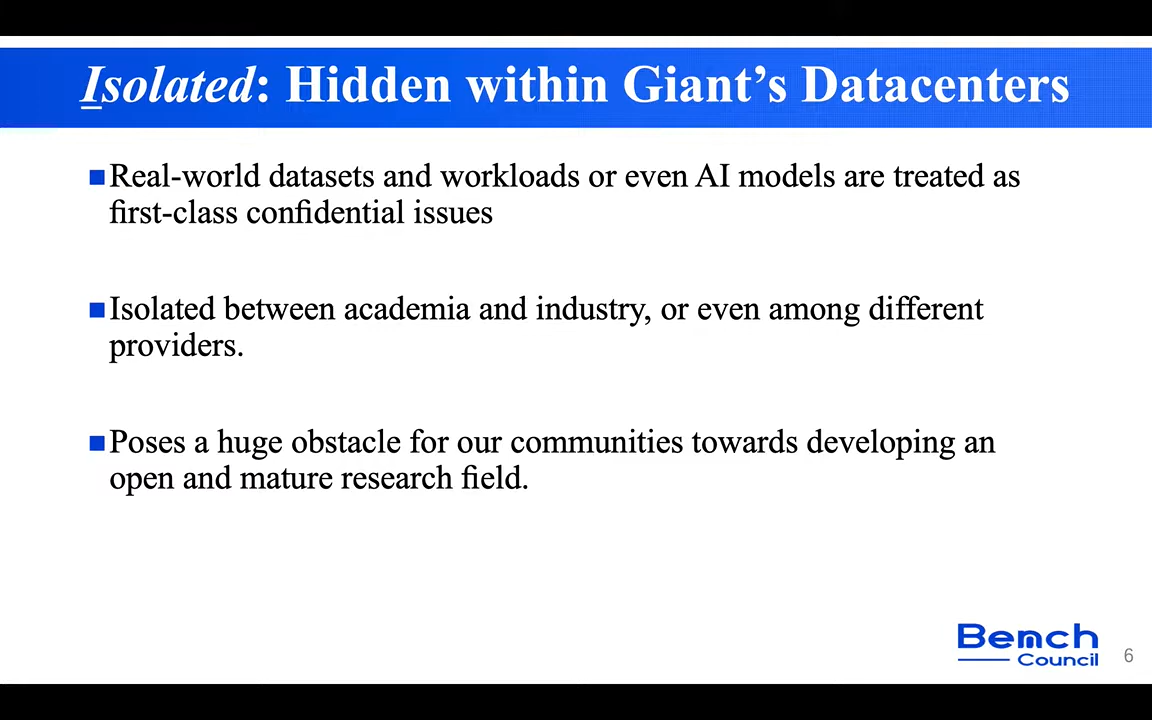 Isolated: Hidden within Giant’s Datacenters
Real-world datasets and workloads or even AI models are treated as
first-class confidential issues
Isolated between academia and industry, or even among different
providers.
Poses a huge obstacle for our communities towards developing an
open and mature research field.
Bench
Council
6